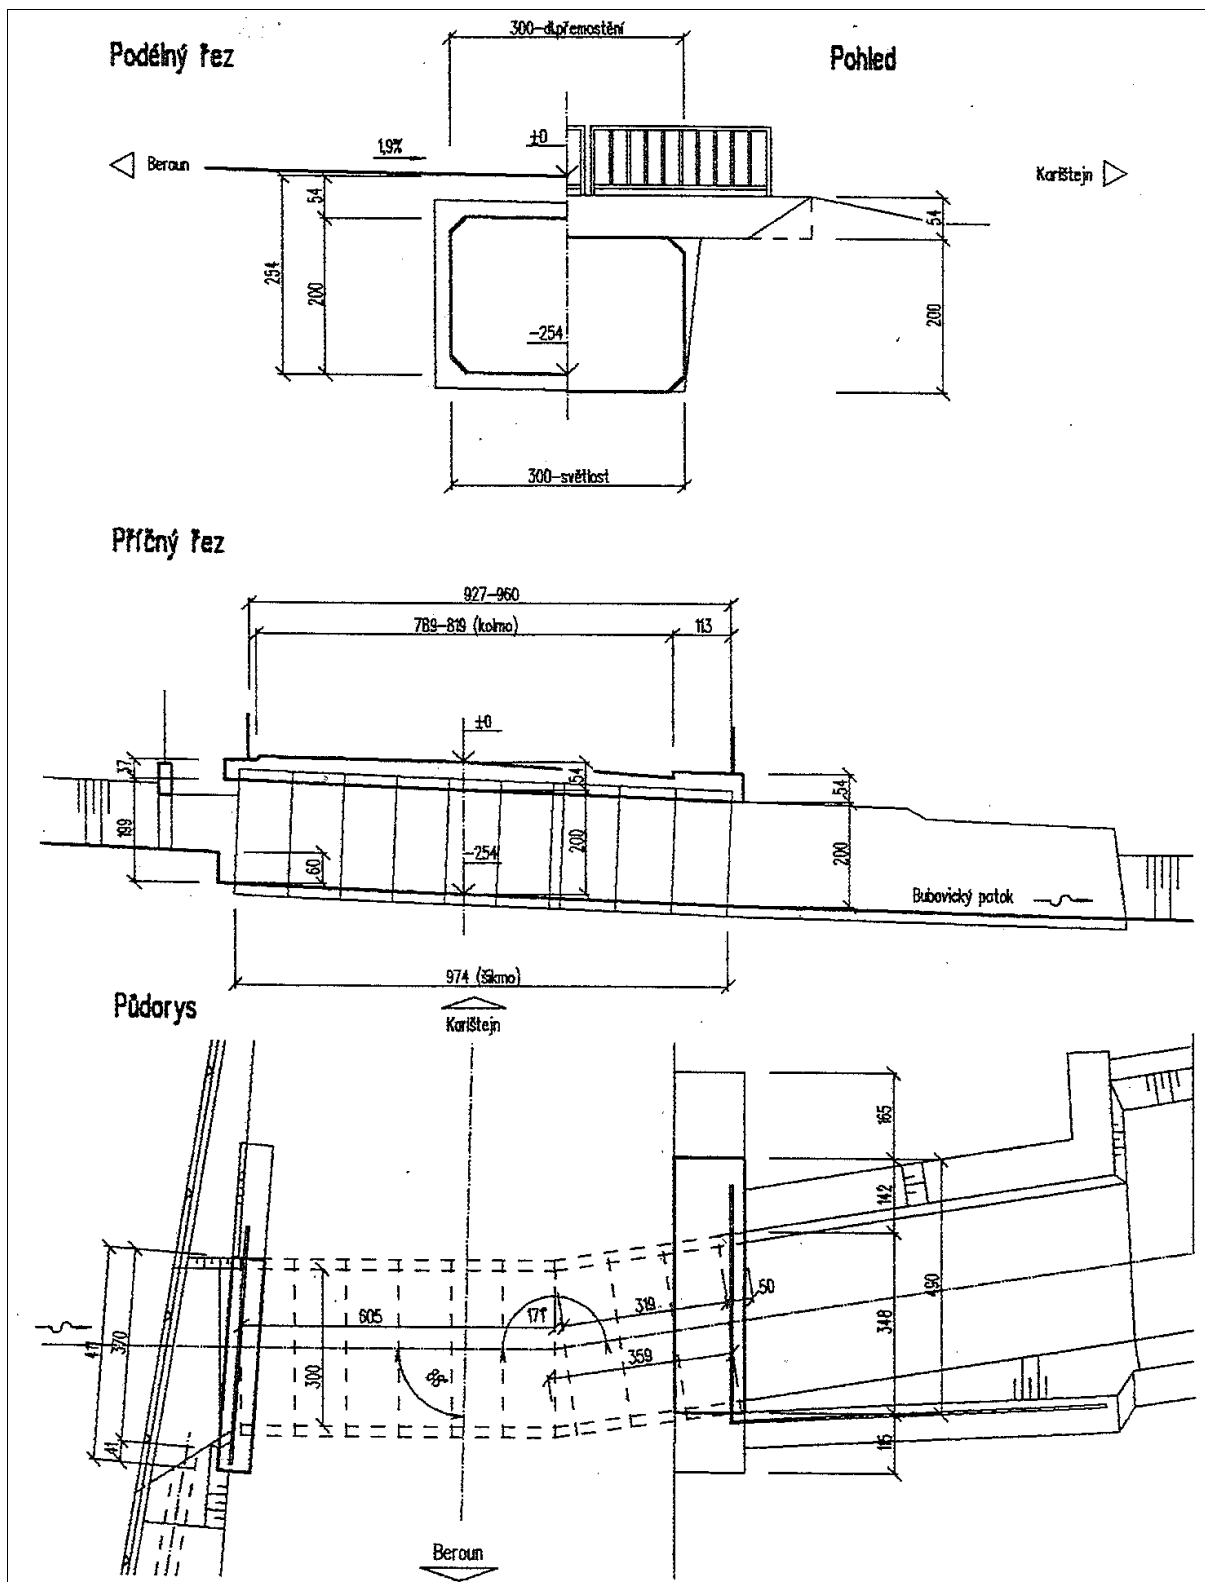 300-dl.přemostění
Podélný řez
Pohled
1,9%
±0
Beroun
Karlštejn
54
54
254
200
200
-254
300-světlost
Příčný řez
927-960
789-819 (kolmo)
113
±0
37
54
54
199
60
-254
200
200
Bubovický potok
974 (šikmo)
Půdorys
Karlštejn
165
142
50
319
171°
605
490
348
411
370
359
300
41
115
Beroun